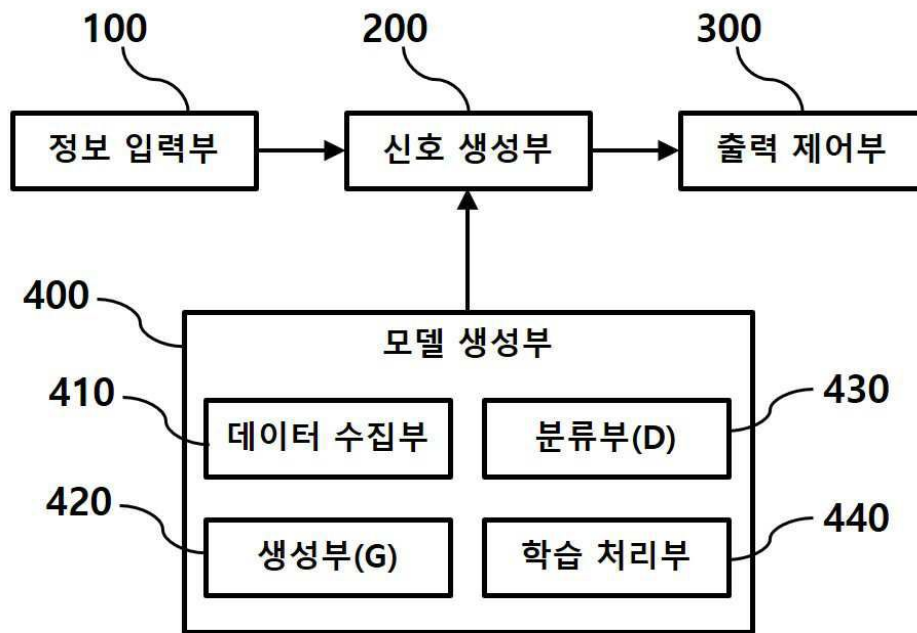 100
200
300
정보 입력부
신호 생성부
출력 제어부
400
모델 생성부
410
데이터 수집부
분류부(D)
430
420
생성부(G)
학습 처리부
440